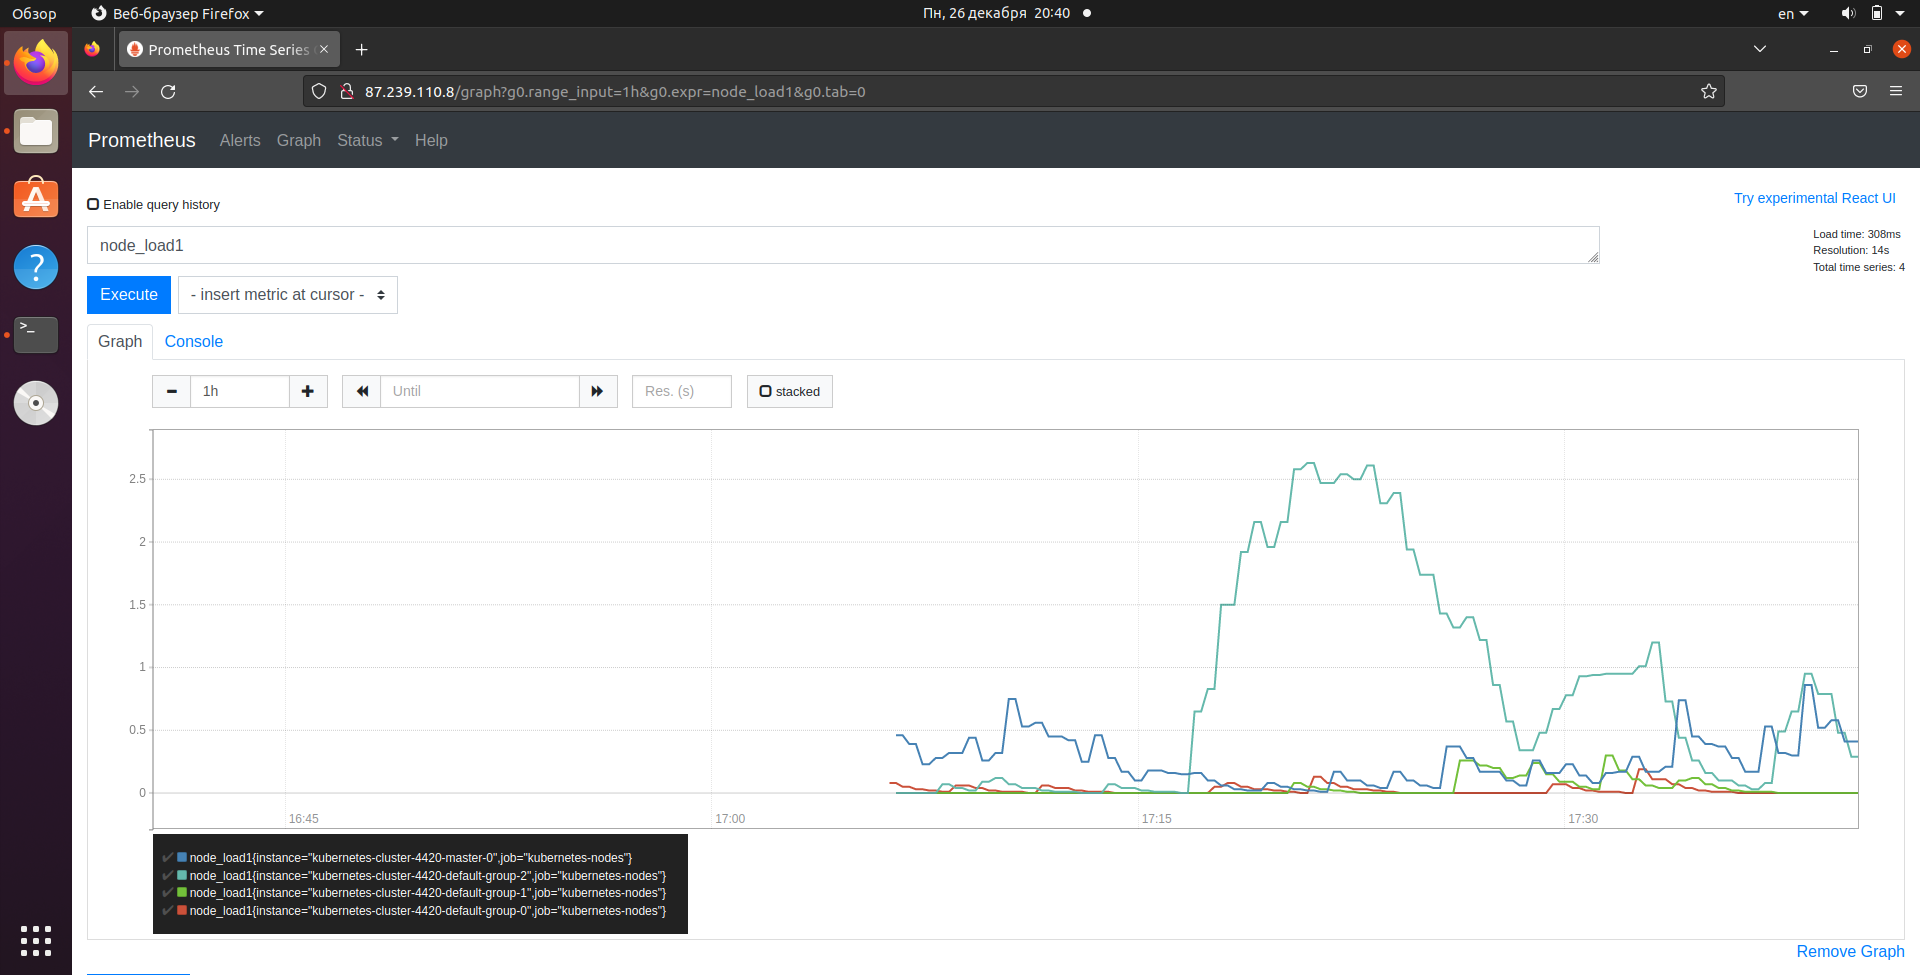 Обзор
Веб-браузер Firefox
Пн, 26 декабря 20:40
en
Prometheus Time Series
87.239.110.8/graph?g0.range_input=1h&g0.expr=node_load1&g0.tab=0
Prometheus
Alerts
Graph
Status
Help
Enable query history
Try experimental React UI
node_load1
Load time: 308ms
Resolution: 14s
Total time series: 4
Execute
- insert metric at cursor -
Graph
Console
1h
Until
Res. (s)
stacked
2.5
2
1.5
1
0.5
0
16:45
17:00
17:15
17:30
node_load1{instance="kubernetes-cluster-4420-master-0",job="kubernetes-nodes"}
node_load1{instance="kubernetes-cluster-4420-default-group-2",job="kubernetes-nodes"}
node_load1{instance="kubernetes-cluster-4420-default-group-1",job="kubernetes-nodes"}
node_load1{instance="kubernetes-cluster-4420-default-group-0",job="kubernetes-nodes"}
Remove Graph